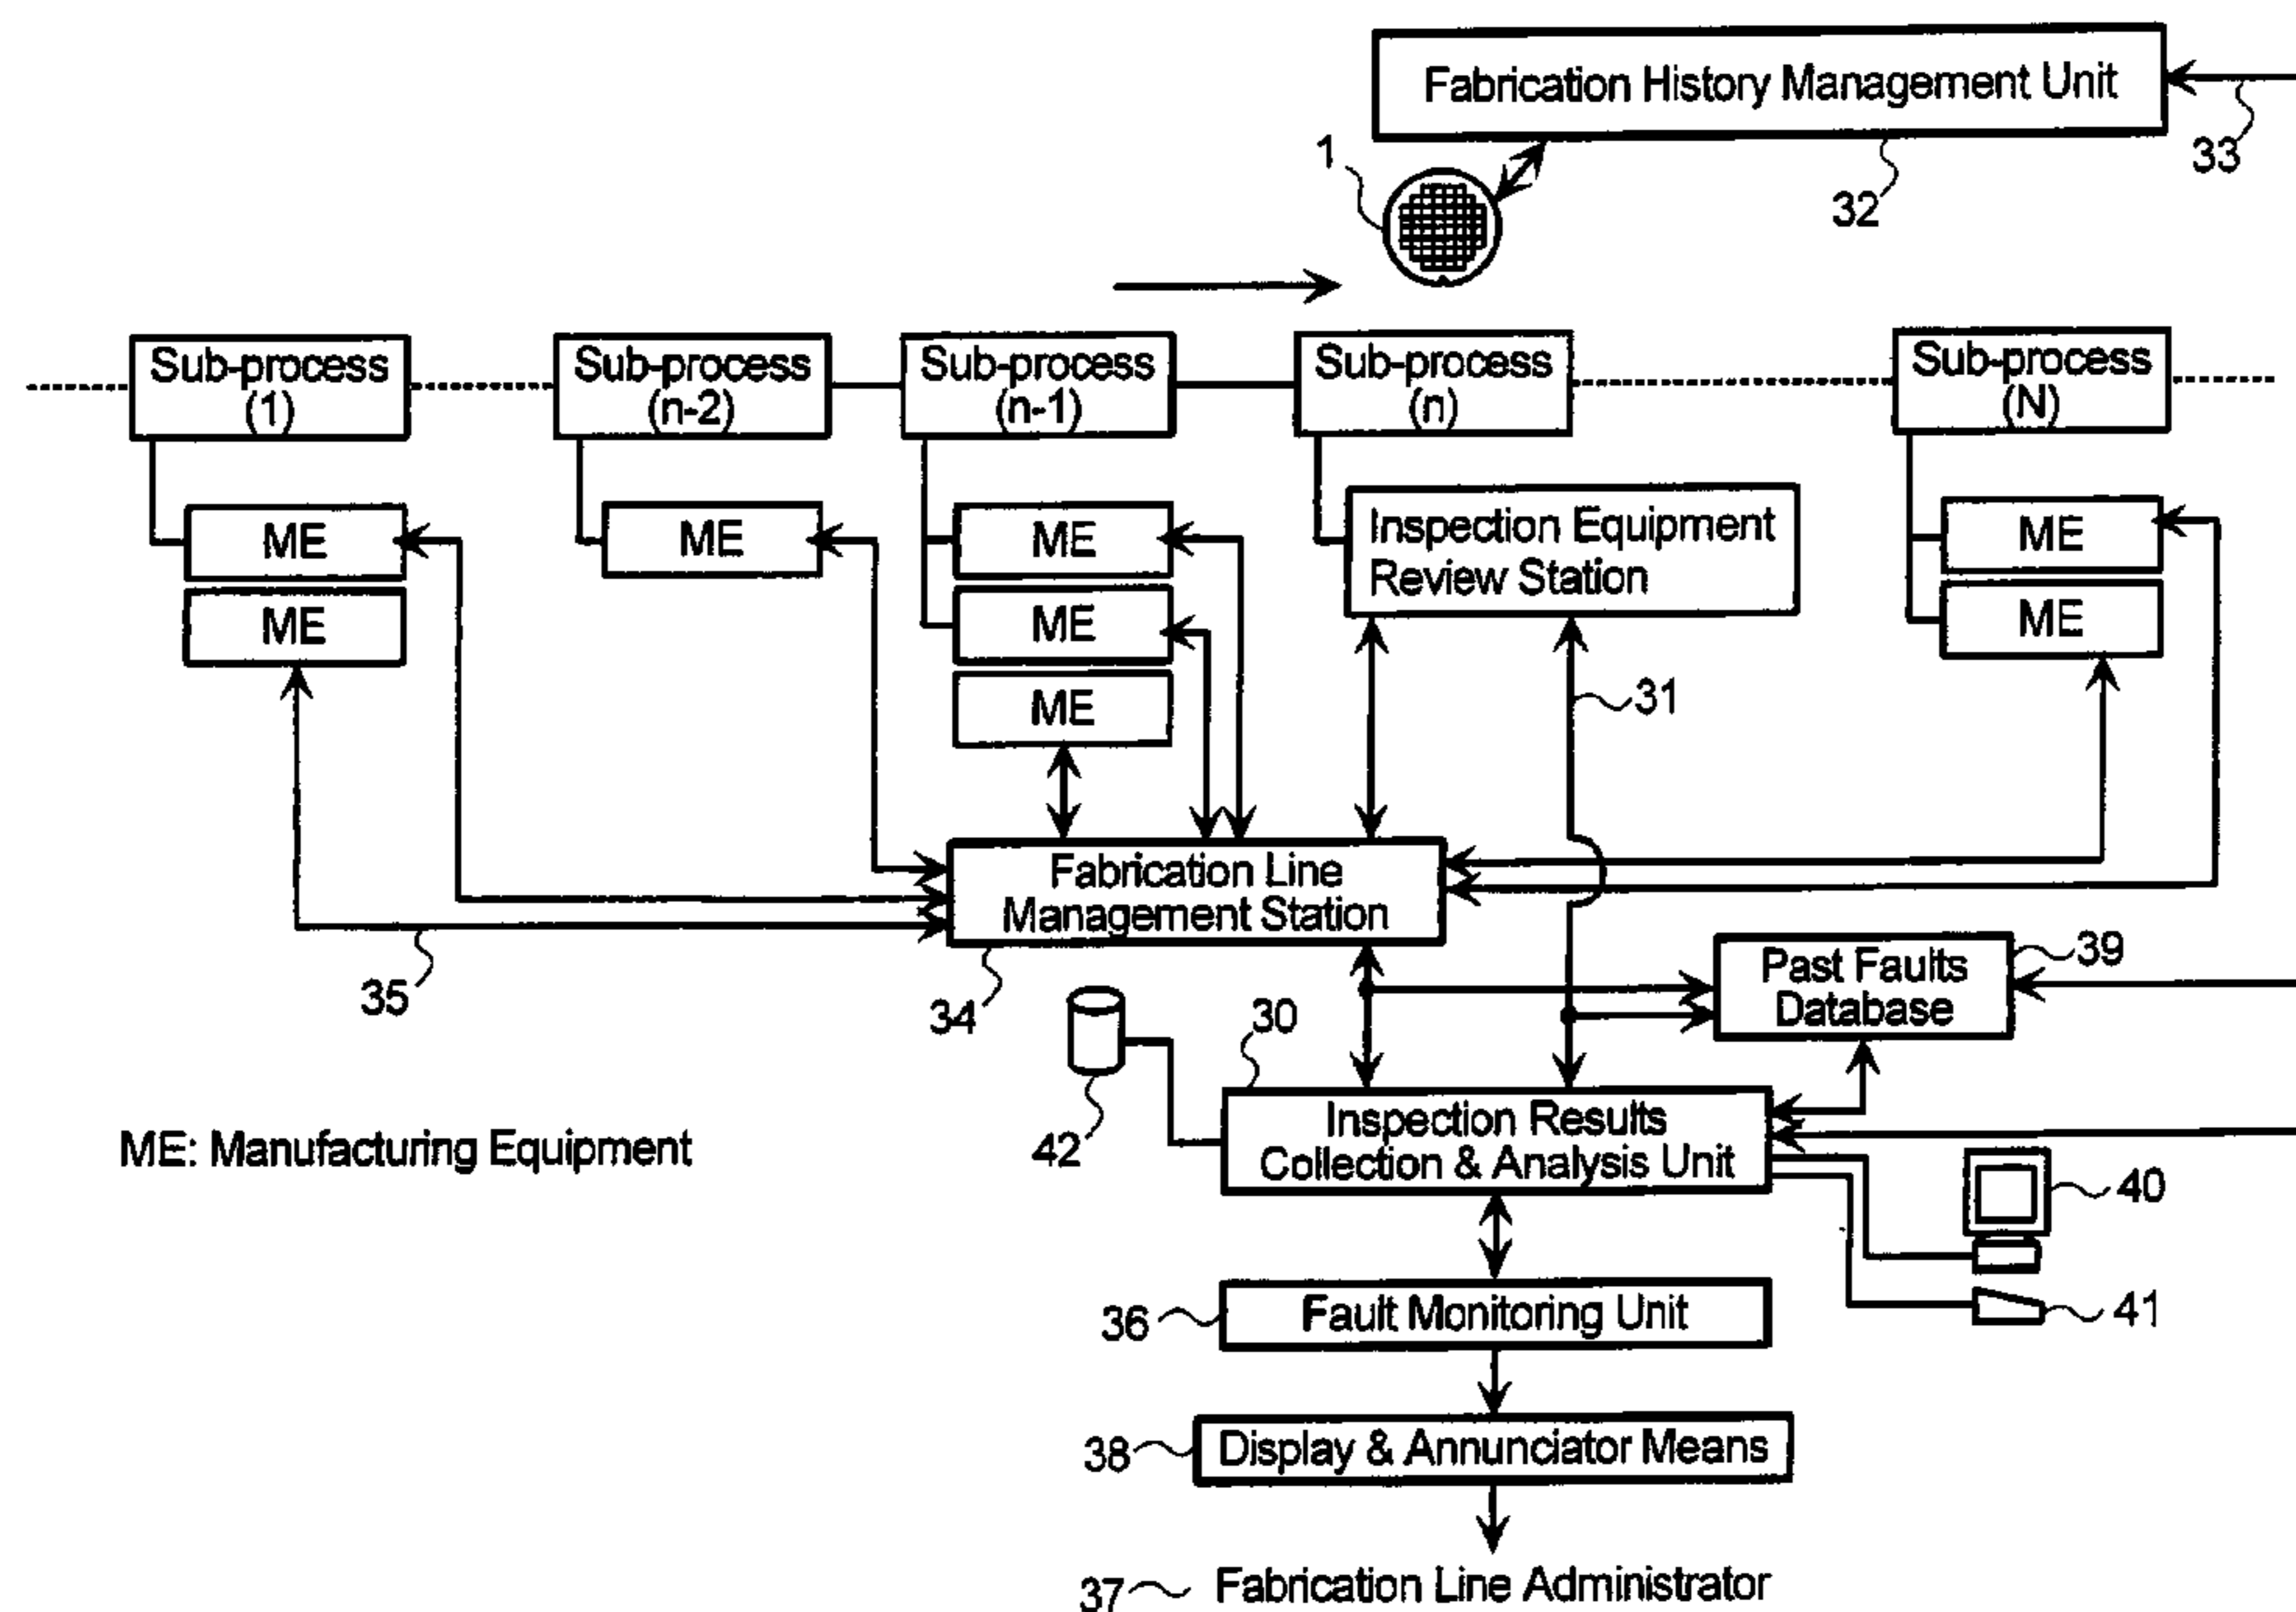 Fabrication History Management Unit
33
1
32
Sub-process
(1)
Sub-process
(n-2)
Sub-process
(n-1)
Sub-process
(n)
Sub-process
(N)
ME
ME
ME
ME
ME
ME
Inspection Equipment
Review Station
ME
ME
31
Fabrication Line
Management Station
35
34
Past Faults
Database
39
30
42
Inspection Results
Collection & Analysis Unit
ME: Manufacturing Equipment
40
41
36
Fault Monitoring Unit
38
Display & Annunciator Means
37
Fabrication Line Administrator